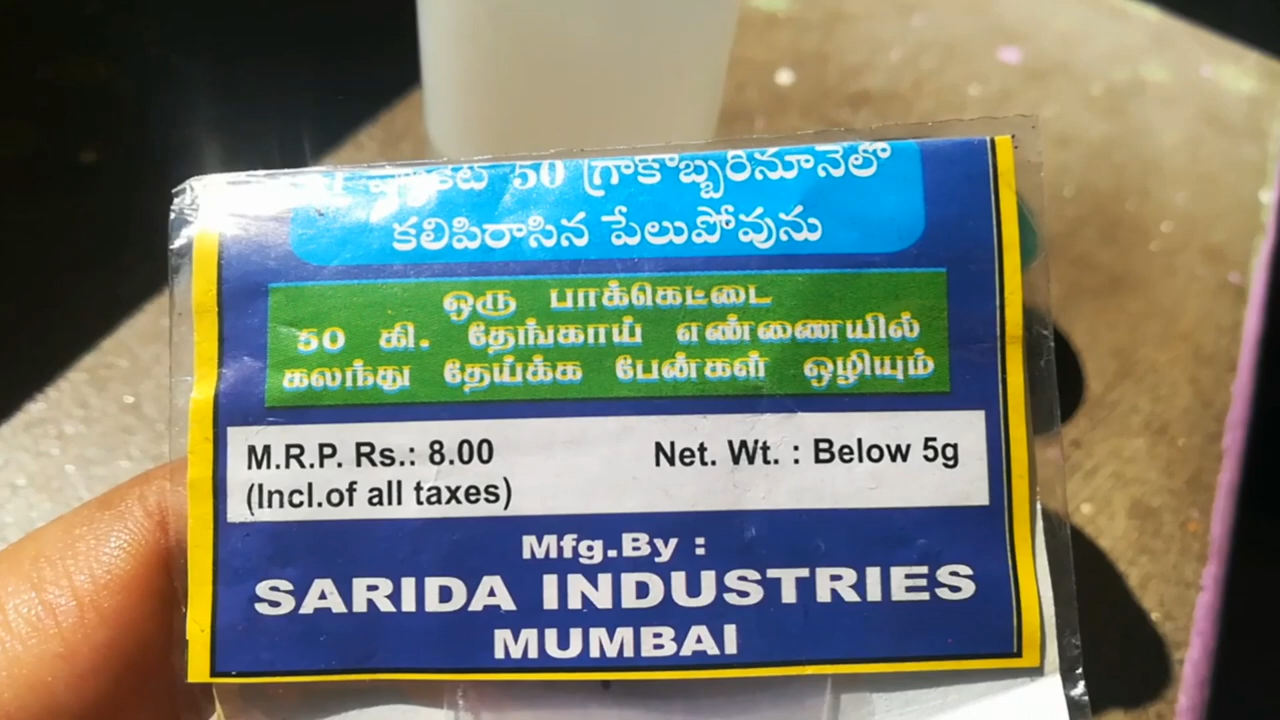 50 గ్రాకొబ్బరినూనెలో
కలిపిరాసిన పేలుపోవును
ஒரு பாக்கெட்டை
50 கி. தேங்காய் எண்ணையில்
கலந்து தேய்க்க பேன்கள் ஒழியும்
M.R.P. Rs.: 8.00
(Incl.of all taxes)
Net. Wt. : Below 5g
Mfg.By :
SARIDA INDUSTRIES
MUMBAI